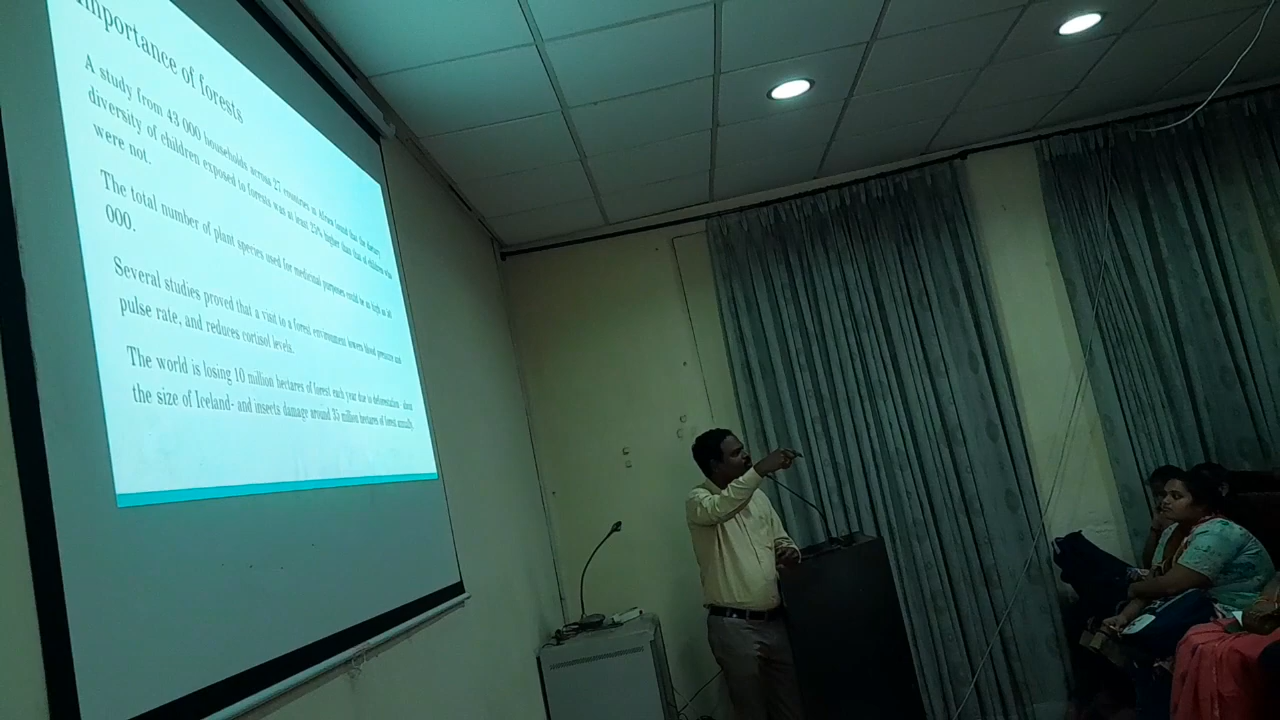 Importance of forests
A study from 43 000 households across 27 countries in Africa found that the dietary
diversity of children exposed to forests was at least 25% higher than that of children who
were not.
The total number of plant species used for medicinal purposes could be as high as
000.
Several studies proved that a visit to a forest environment lowers blood pressure and
pulse rate, and reduces cortisol levels.
The world is losing 10 million hectares of forest each year due to deforestation - about
the size of Iceland- and insects damage around 35 million hectares of forest annually.